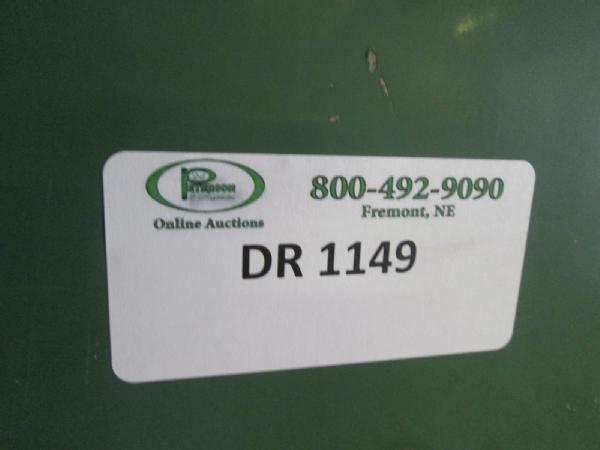 800-492-9090
Fremont, NE
Online Auctions
DR 1149